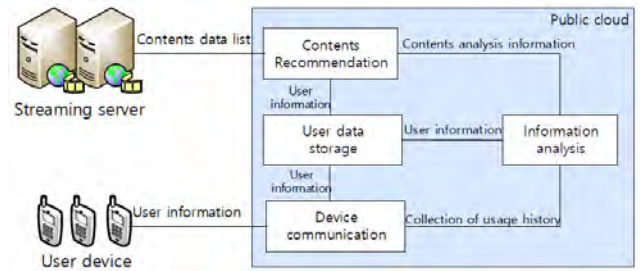 Public cloud
Contents data list
Contents
Recommendation
Contents analysis information
Streaming server
User
information
User data
storage
User information
Information
analysis
User
information
User information
Device
communication
Collection of usage history
User device